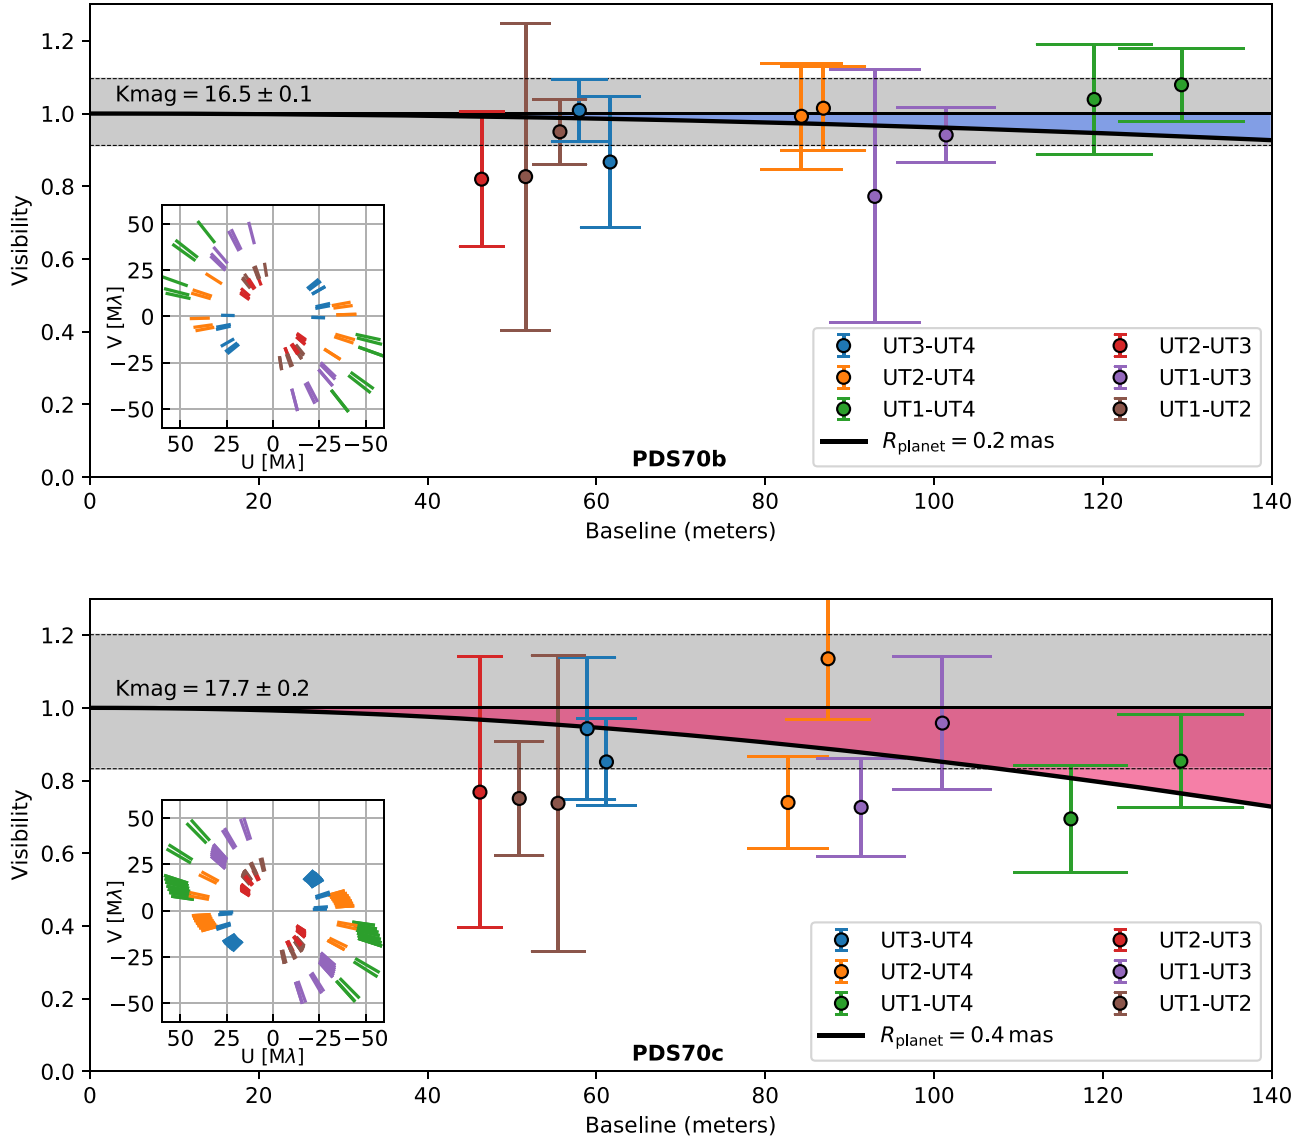 1.2
1.0
0.8
0.6
0.4
0.2
0.0
Visibility
Kmag = 16.5 ± 0.1
50
25
0
−25
−50
V [Mλ]
50 25 0 −25 −50
U [Mλ]
UT3-UT4 UT2-UT3
UT2-UT4 UT1-UT3
UT1-UT4 UT1-UT2
R planet = 0.2 mas
PDS70b
0 20 40 60 80 100 120 140
Baseline (meters)
1.2
1.0
0.8
0.6
0.4
0.2
0.0
Visibility
Kmag = 17.7 ± 0.2
50
25
0
−25
−50
V [Mλ]
50 25 0 −25 −50
U [Mλ]
UT3-UT4 UT2-UT3
UT2-UT4 UT1-UT3
UT1-UT4 UT1-UT2
R planet = 0.4 mas
PDS70c
0 20 40 60 80 100 120 140
Baseline (meters)